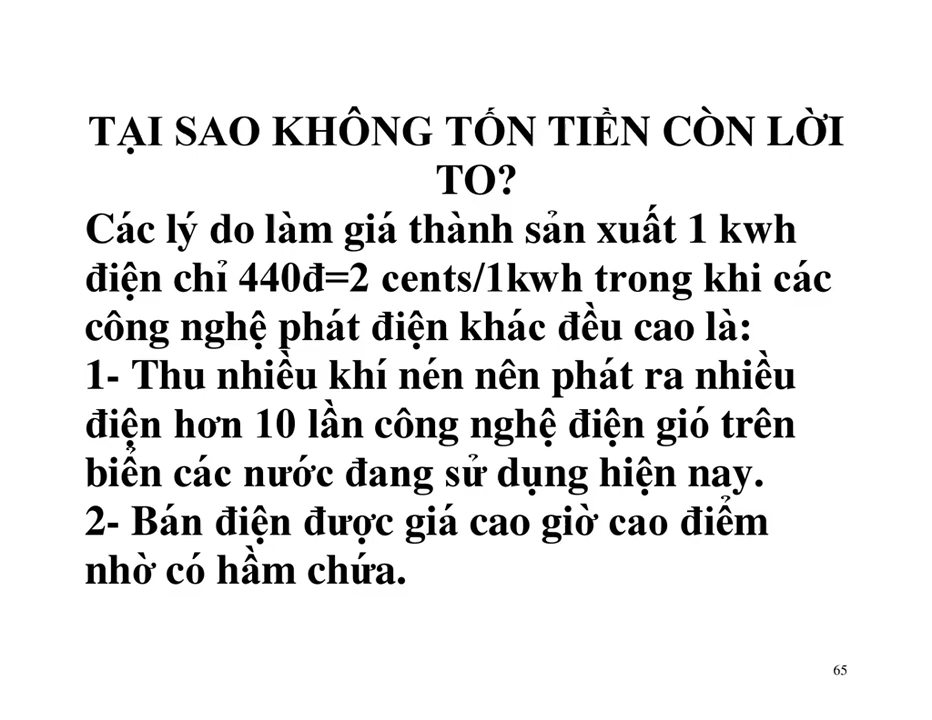 TẠI SAO KHÔNG TỐN TIỀN CÒN LỜI
TO?
Các lý do làm giá thành sản xuất 1 kwh
điện chỉ 440đ=2 cents/1kwh trong khi các
công nghệ phát điện khác đều cao là:
1- Thu nhiều khí nén nên phát ra nhiều
điện hơn 10 lần công nghệ điện gió trên
biển các nước đang sử dụng hiện nay.
2- Bán điện được giá cao giờ cao điểm
nhờ có hầm chứa.
65